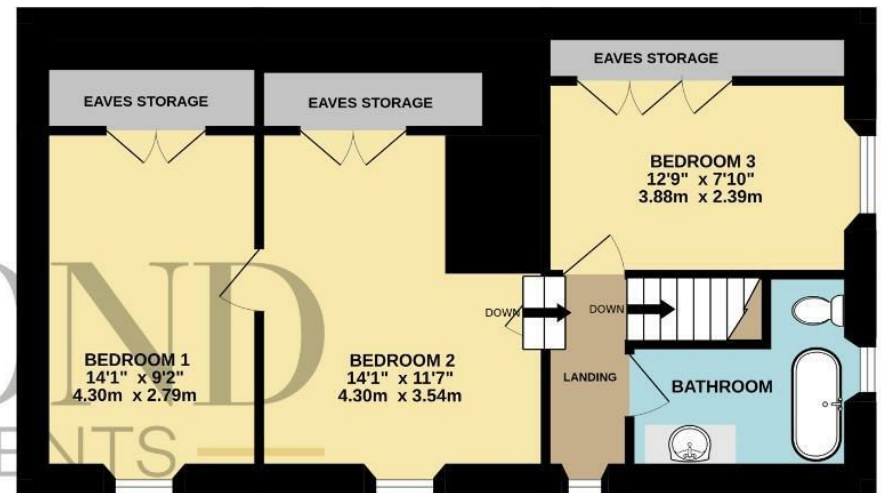 EAVES STORAGE
EAVES STORAGE
EAVES STORAGE
BEDROOM 3
12'9" x 7'10"
3.88m x 2.39m
DOWN
DOWN
BEDROOM 1
14'1" x 9'2"
4.30m x 2.79m
BEDROOM 2
14'1" x 11'7"
4.30m x 3.54m
LANDING
BATHROOM
OND
ENTS